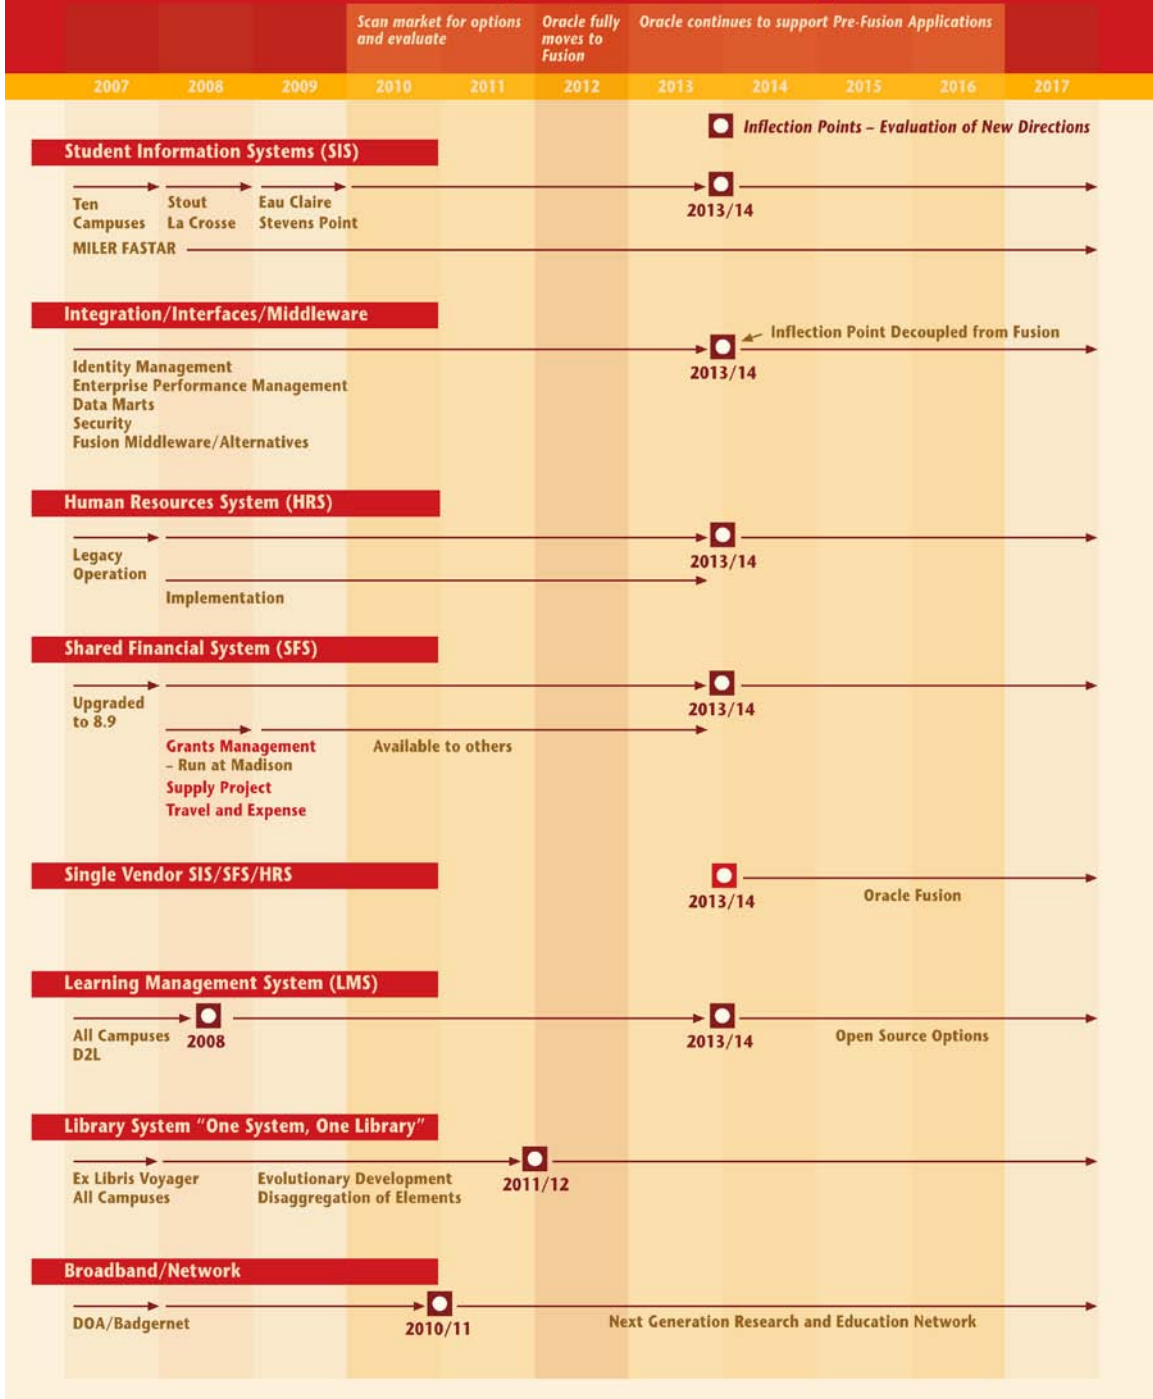 Scan market for options
and evaluate
Oracle fully
moves to
Fusion
Oracle continues to support Pre-Fusion Applications
2007 2008 2009 2010 2011 2012 2013 2014 2015 2016 2017
Inflection Points – Evaluation of New Directions
Student Information Systems (SIS)
Ten
Campuses
Stout
La Crosse
Eau Claire
Stevens Point
2013/14
MILER FASTAR
Integration/Interfaces/Middleware
Inflection Point Decoupled from Fusion
2013/14
Identity Management
Enterprise Performance Management
Data Marts
Security
Fusion Middleware/Alternatives
Human Resources System (HRS)
Legacy
Operation
2013/14
Implementation
Shared Financial System (SFS)
Upgraded
to 8.9
2013/14
Grants Management
– Run at Madison
Supply Project
Travel and Expense
Available to others
Single Vendor SIS/SFS/HRS
2013/14
Oracle Fusion
Learning Management System (LMS)
All Campuses
D2L
2008
2013/14
Open Source Options
Library System “One System, One Library”
Ex Libris Voyager
All Campuses
Evolutionary Development
Disaggregation of Elements
2011/12
Broadband/Network
DOA/Badgernet
2010/11
Next Generation Research and Education Network